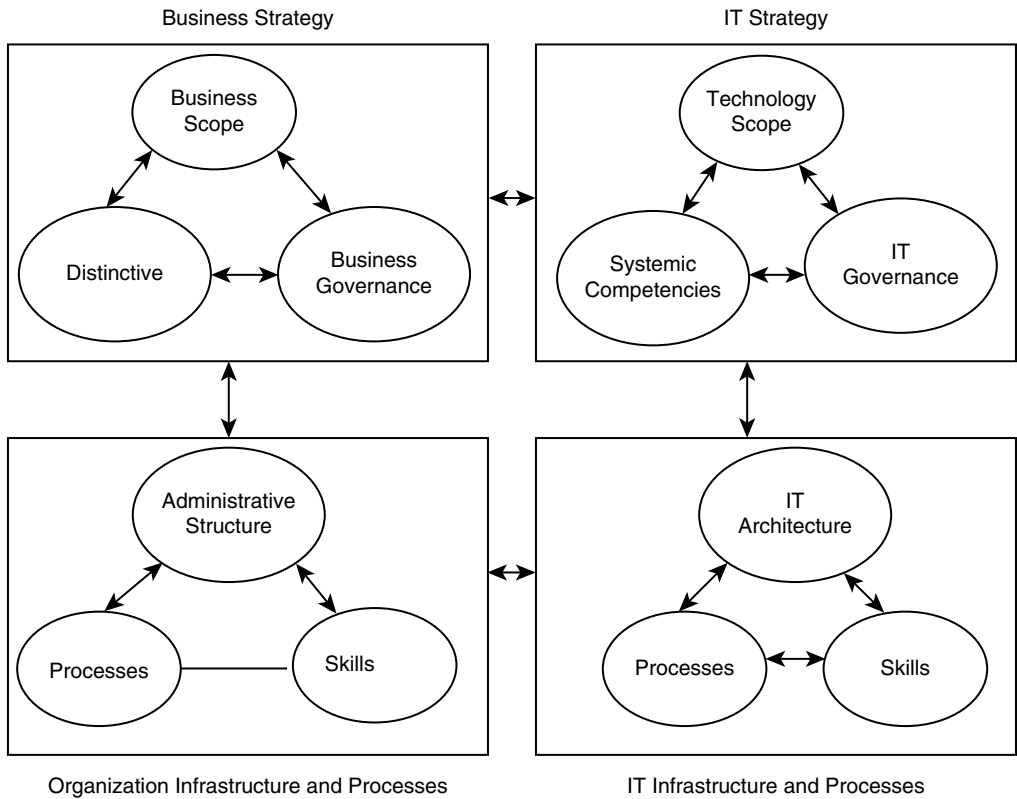 Business Strategy
IT Strategy
Business
Scope
Distinctive
Business
Governance
Technology
Scope
Systemic
Competencies
IT
Governance
Administrative
Structure
Processes
Skills
IT
Architecture
Processes
Skills
Organization Infrastructure and Processes
IT Infrastructure and Processes